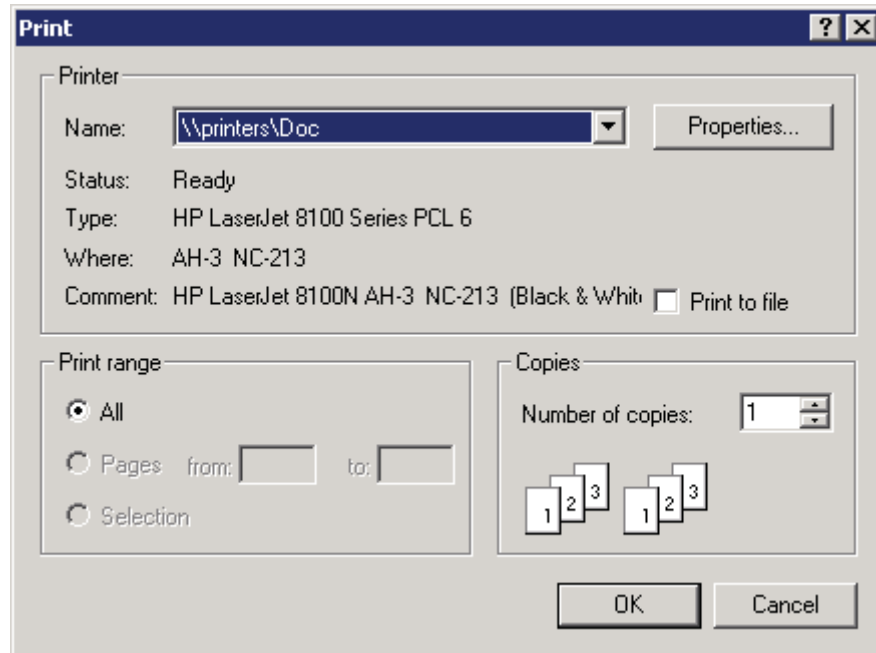 Print
Printer
Name: \\printers\Doc Properties...
Status: Ready
Type: HP LaserJet 8100 Series PCL 6
Where: AH-3 NC-213
Comment: HP LaserJet 8100N AH-3 NC-213 (Black & Whit Print to file
Print range
All
Pages from: to:
Selection
Copies
Number of copies: 1
1 2 3 1 2 3
OK Cancel